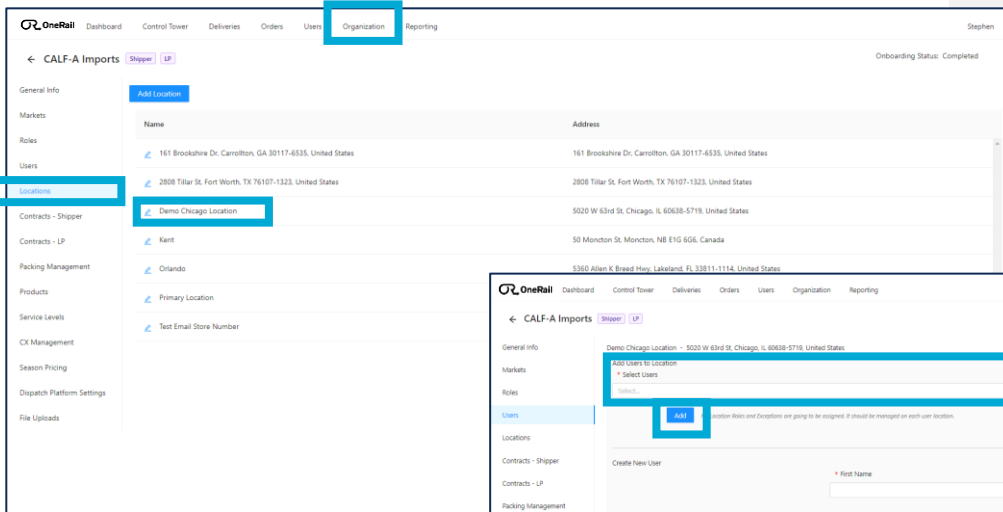 OneRail Dashboard Control Tower Deliveries Orders Users Organization Reporting Stephen
← CALF-A Imports Shipper LP Onboarding Status: Completed
General Info
Markets
Roles
Users
Locations
Contracts - Shipper
Contracts - LP
Packing Management
Products
Service Levels
CX Management
Season Pricing
Dispatch Platform Settings
File Uploads
Add Location
Name Address
161 Brookshire Dr, Carrollton, GA 30117-6535, United States 161 Brookshire Dr, Carrollton, GA 30117-6535, United States
2808 Tillar St, Fort Worth, TX 76107-1323, United States 2808 Tillar St, Fort Worth, TX 76107-1323, United States
Demo Chicago Location 5020 W 63rd St, Chicago, IL 60638-5719, United States
Kent 50 Moncton St, Moncton, NB E1G 6G6, Canada
Orlando 5360 Allen K Breed Hwy, Lakeland, FL 33811-1114, United States
Primary Location
Test Email Store Number
OneRail Dashboard Control Tower Deliveries Orders Users Organization Reporting
← CALF-A Imports Shipper LP
General Info
Markets
Roles
Users
Locations
Contracts - Shipper
Contracts - LP
Packing Management
Demo Chicago Location - 5020 W 63rd St, Chicago, IL 60638-5719, United States
Add Users to Location
* Select Users
Select...
Add Location Roles and Exceptions are going to be assigned. It should be managed on each user location.
Create New User
* First Name